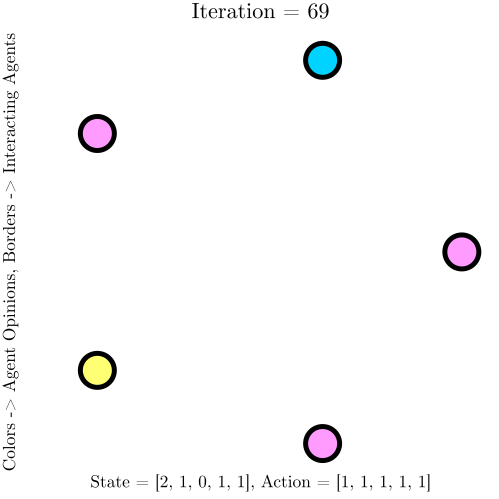 Iteration = 69
Colors -> Agent Opinions, Borders -> Interacting Agents
State = [2, 1, 0, 1, 1], Action = [1, 1, 1, 1, 1]